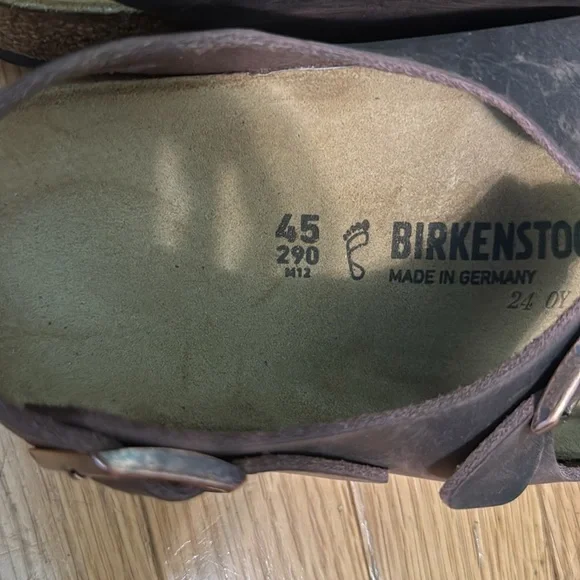 45
290
M12
BIRKENSTO
MADE IN GERMANY
24 OY